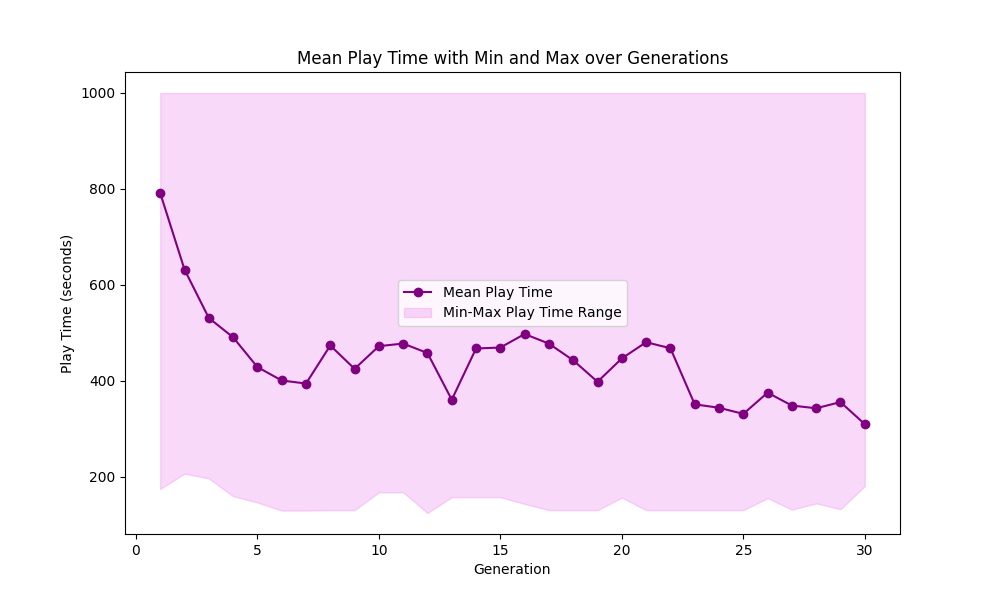 Mean Play Time with Min and Max over Generations
Play Time (seconds)
1000
800
600
400
200
Mean Play Time
Min-Max Play Time Range
0 5 10 15 20 25 30
Generation